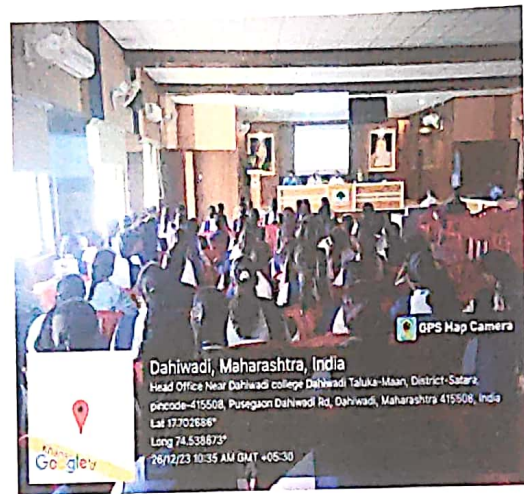 GPS Map Camera
Dahiwadi, Maharashtra, India
Head Office Near Dahiwadi college Dahiwadi Taluka-Maan, District-Satara,
pincode-415508, Pusegaon Dahiwadi Rd, Dahiwadi, Maharashtra 415508, India
Lat 17.702686°
Long 74.538673°
26/12/23 10:35 AM GMT +05:30
Google